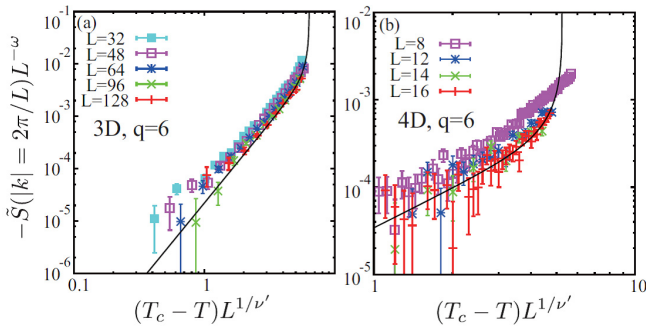 (a)
10^-1
10^-2
10^-3
10^-4
10^-5
10^-6
L=32
L=48
L=64
L=96
L=128
3D, q=6
0.1 1 10
(T_c − T)L^{1/ν′}
−S̃(|k| = 2π/L)L^{−ω}
(b)
10^-2
10^-3
10^-4
10^-5
L=8
L=12
L=14
L=16
4D, q=6
1 10
(T_c − T)L^{1/ν′}